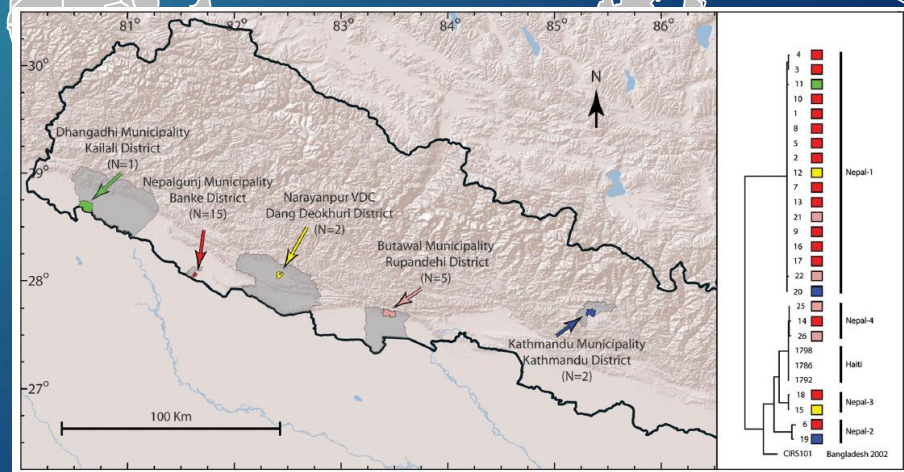 81°
82°
83°
84°
85°
86°
30°
29°
28°
27°
N
Dhangadhi Municipality
Kailali District
(N=1)
Nepalgunj Municipality
Banke District
(N=15)
Narayanpur VDC
Dang Deokhuri District
(N=2)
Butawal Municipality
Rupandehi District
(N=5)
Kathmandu Municipality
Kathmandu District
(N=2)
100 Km
4
3
11
10
1
8
5
2
12
7
13
21
9
16
17
22
20
Nepal-1
25
14
26
Nepal-4
1798
1786
1792
Haiti
18
15
Nepal-3
6
19
Nepal-2
CIRS101 Bangladesh 2002